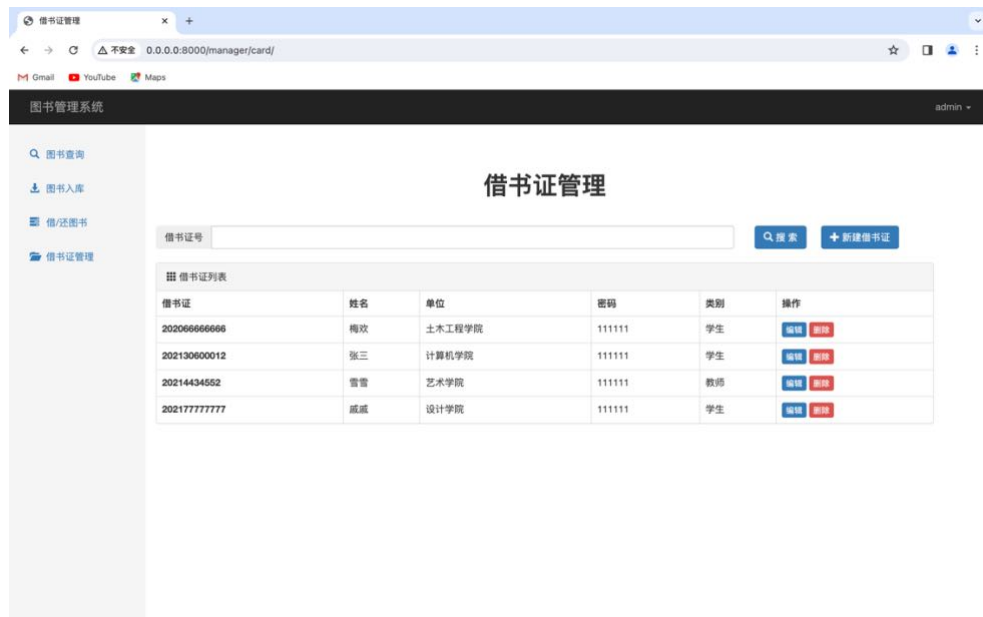 借书证管理
不安全 0.0.0.0:8000/manager/card/
Gmail YouTube Maps
图书管理系统 admin
图书查询
图书入库
借/还图书
借书证管理
借书证管理
借书证号 搜索 新建借书证
借书证列表
借书证 姓名 单位 密码 类别 操作
202066666666 梅欢 土木工程学院 111111 学生 编辑 删除
202130600012 张三 计算机学院 111111 学生 编辑 删除
20214434552 雪雪 艺术学院 111111 教师 编辑 删除
202177777777 戚戚 设计学院 111111 学生 编辑 删除